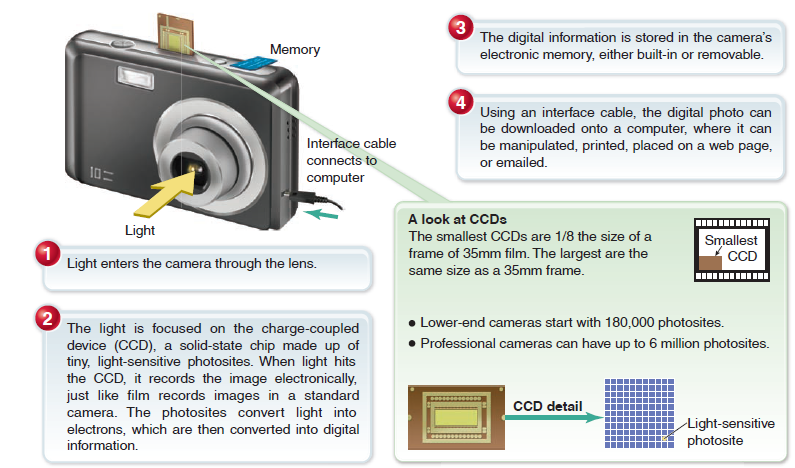 Memory
Interface cable
connects to
computer
Light
1
Light enters the camera through the lens.
2
The light is focused on the charge-coupled
device (CCD), a solid-state chip made up of
tiny, light-sensitive photosites. When light hits
the CCD, it records the image electronically,
just like film records images in a standard
camera. The photosites convert light into
electrons, which are then converted into digital
information.
3
The digital information is stored in the camera's
electronic memory, either built-in or removable.
4
Using an interface cable, the digital photo can
be downloaded onto a computer, where it can
be manipulated, printed, placed on a web page,
or emailed.
A look at CCDs
The smallest CCDs are 1/8 the size of a
frame of 35mm film. The largest are the
same size as a 35mm frame.
Smallest
CCD
• Lower-end cameras start with 180,000 photosites.
• Professional cameras can have up to 6 million photosites.
CCD detail
Light-sensitive
photosite